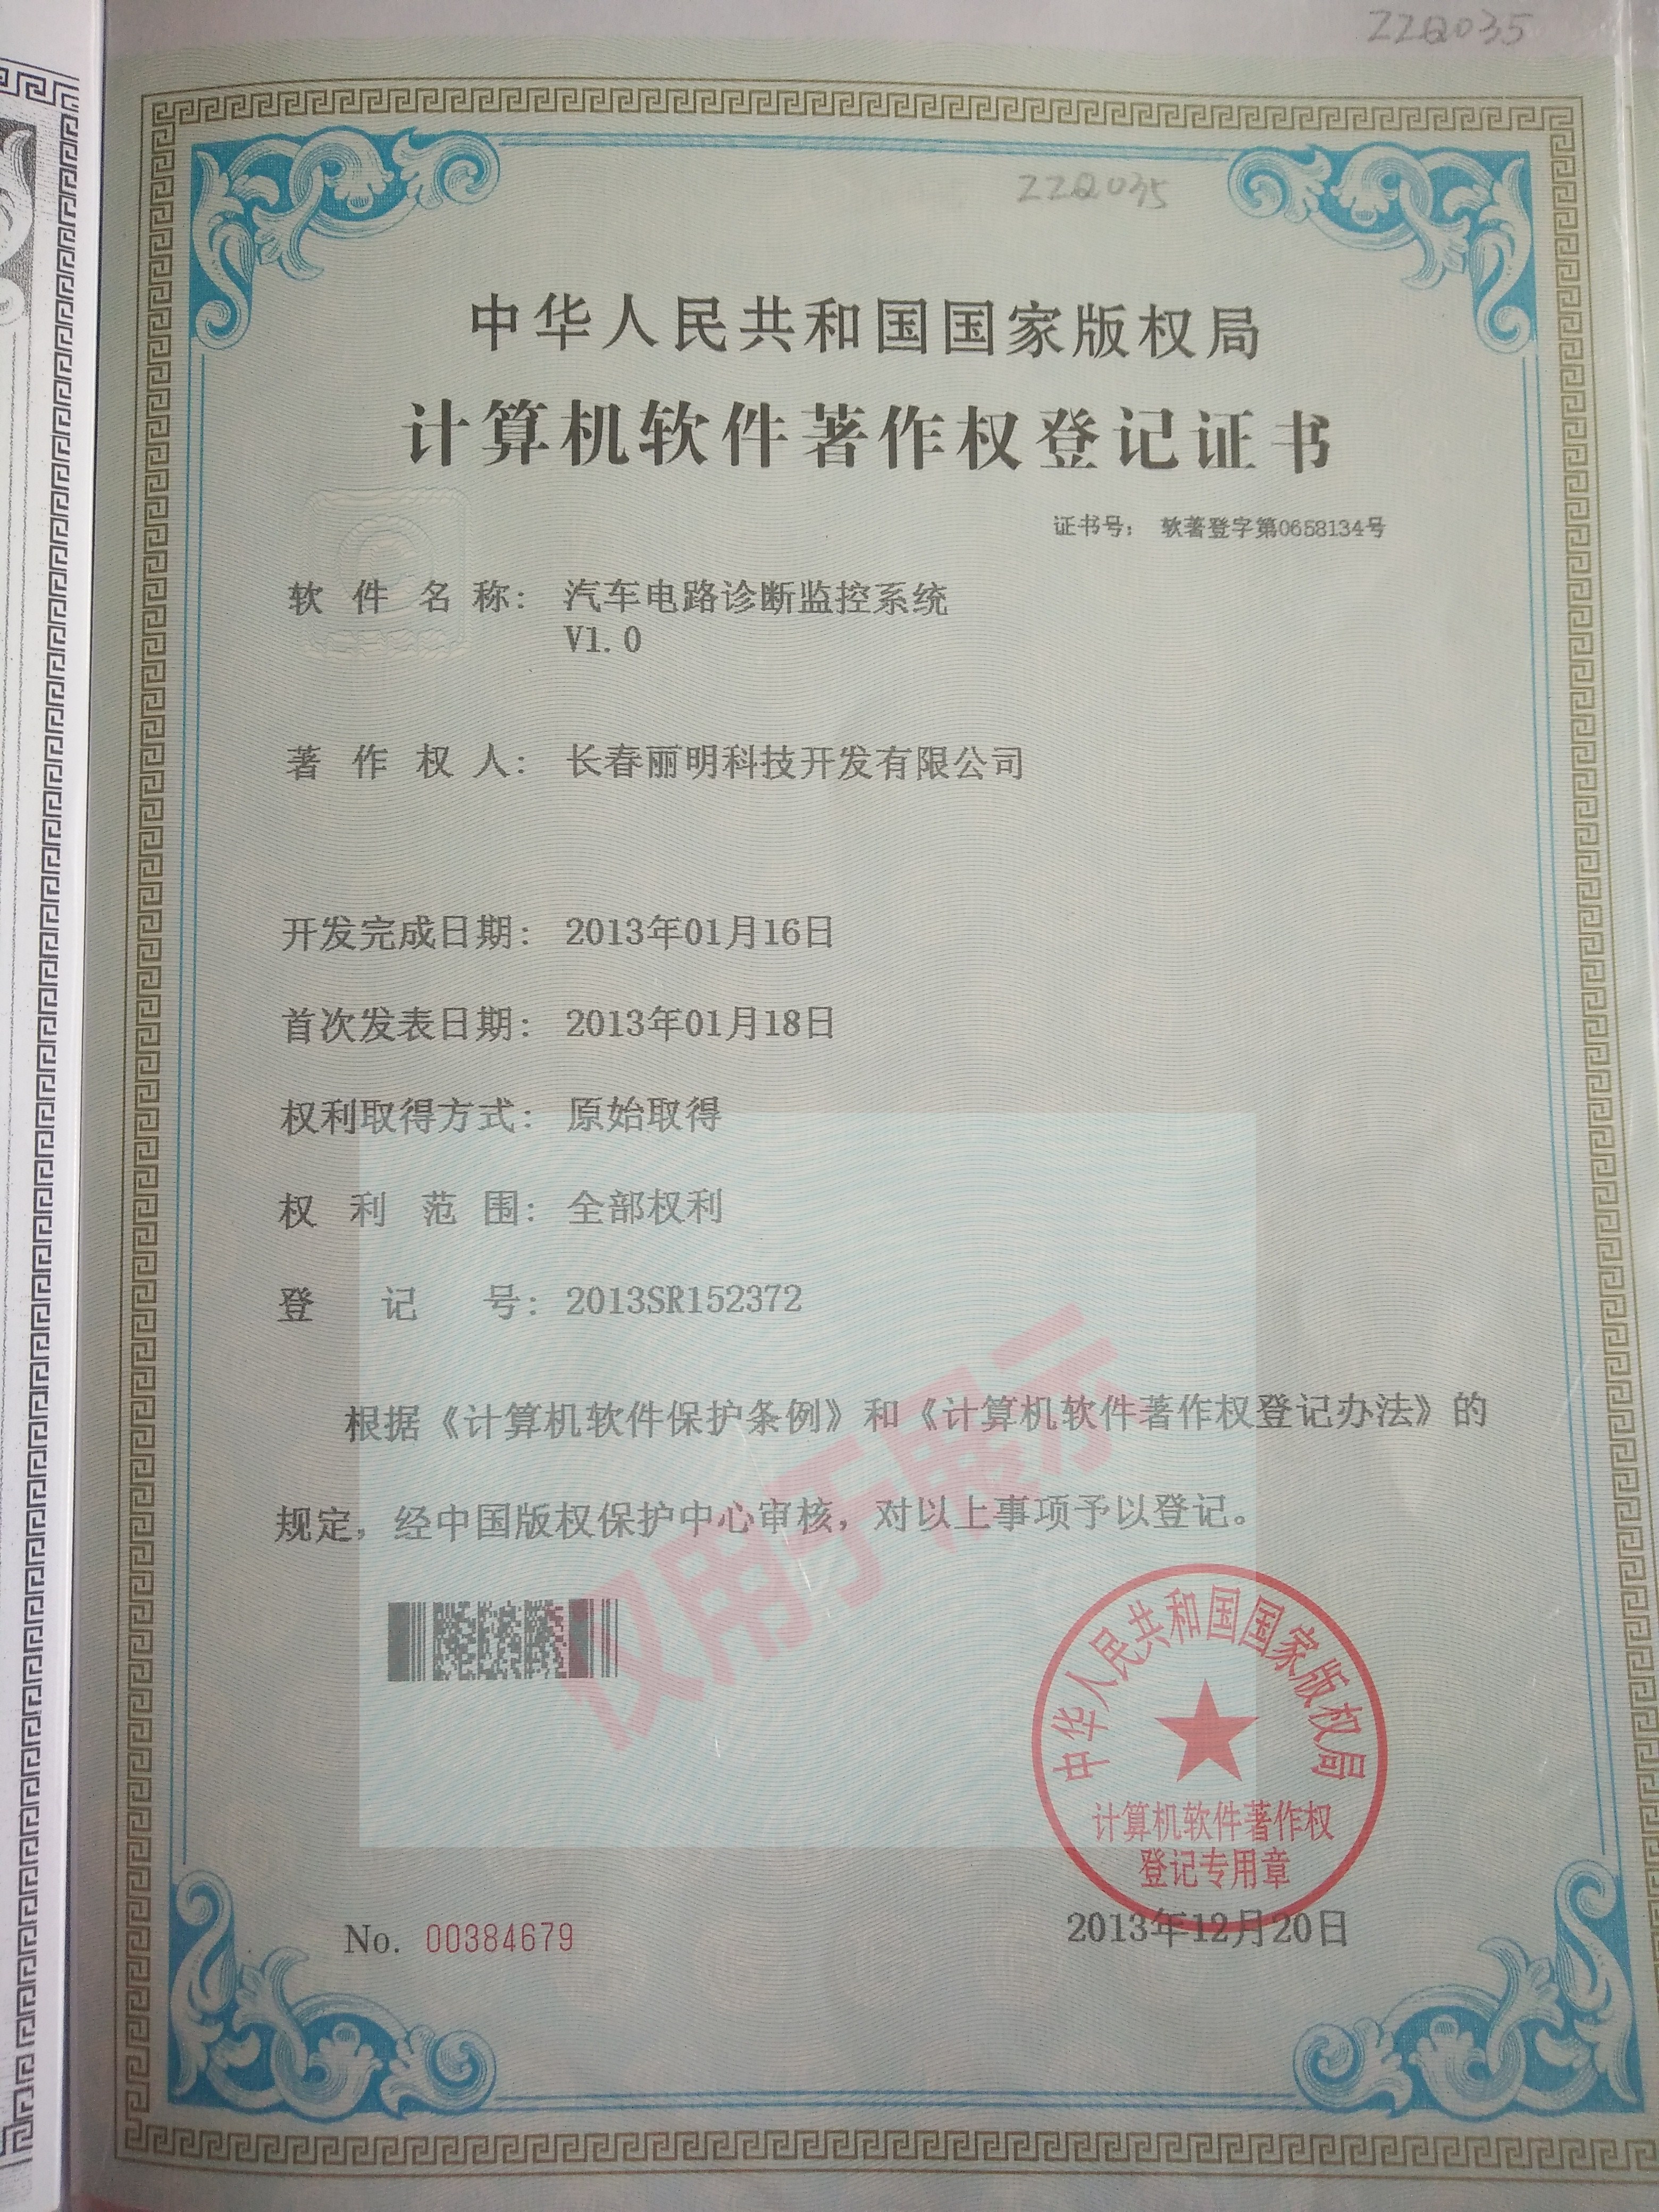 ZZQ035
ZZQ035
中华人民共和国国家版权局
计算机软件著作权登记证书
证书号： 软著登字第0658134号
软件名称： 汽车电路诊断监控系统
V1.0
著作权人： 长春丽明科技开发有限公司
开发完成日期： 2013年01月16日
首次发表日期： 2013年01月18日
权利取得方式： 原始取得
权利范围： 全部权利
登记号： 2013SR152372
根据《计算机软件保护条例》和《计算机软件著作权登记办法》的
规定，经中国版权保护中心审核，对以上事项予以登记。
仅用于展示
中华人民共和国国家版权局
计算机软件著作权
登记专用章
No. 00384679
2013年12月20日